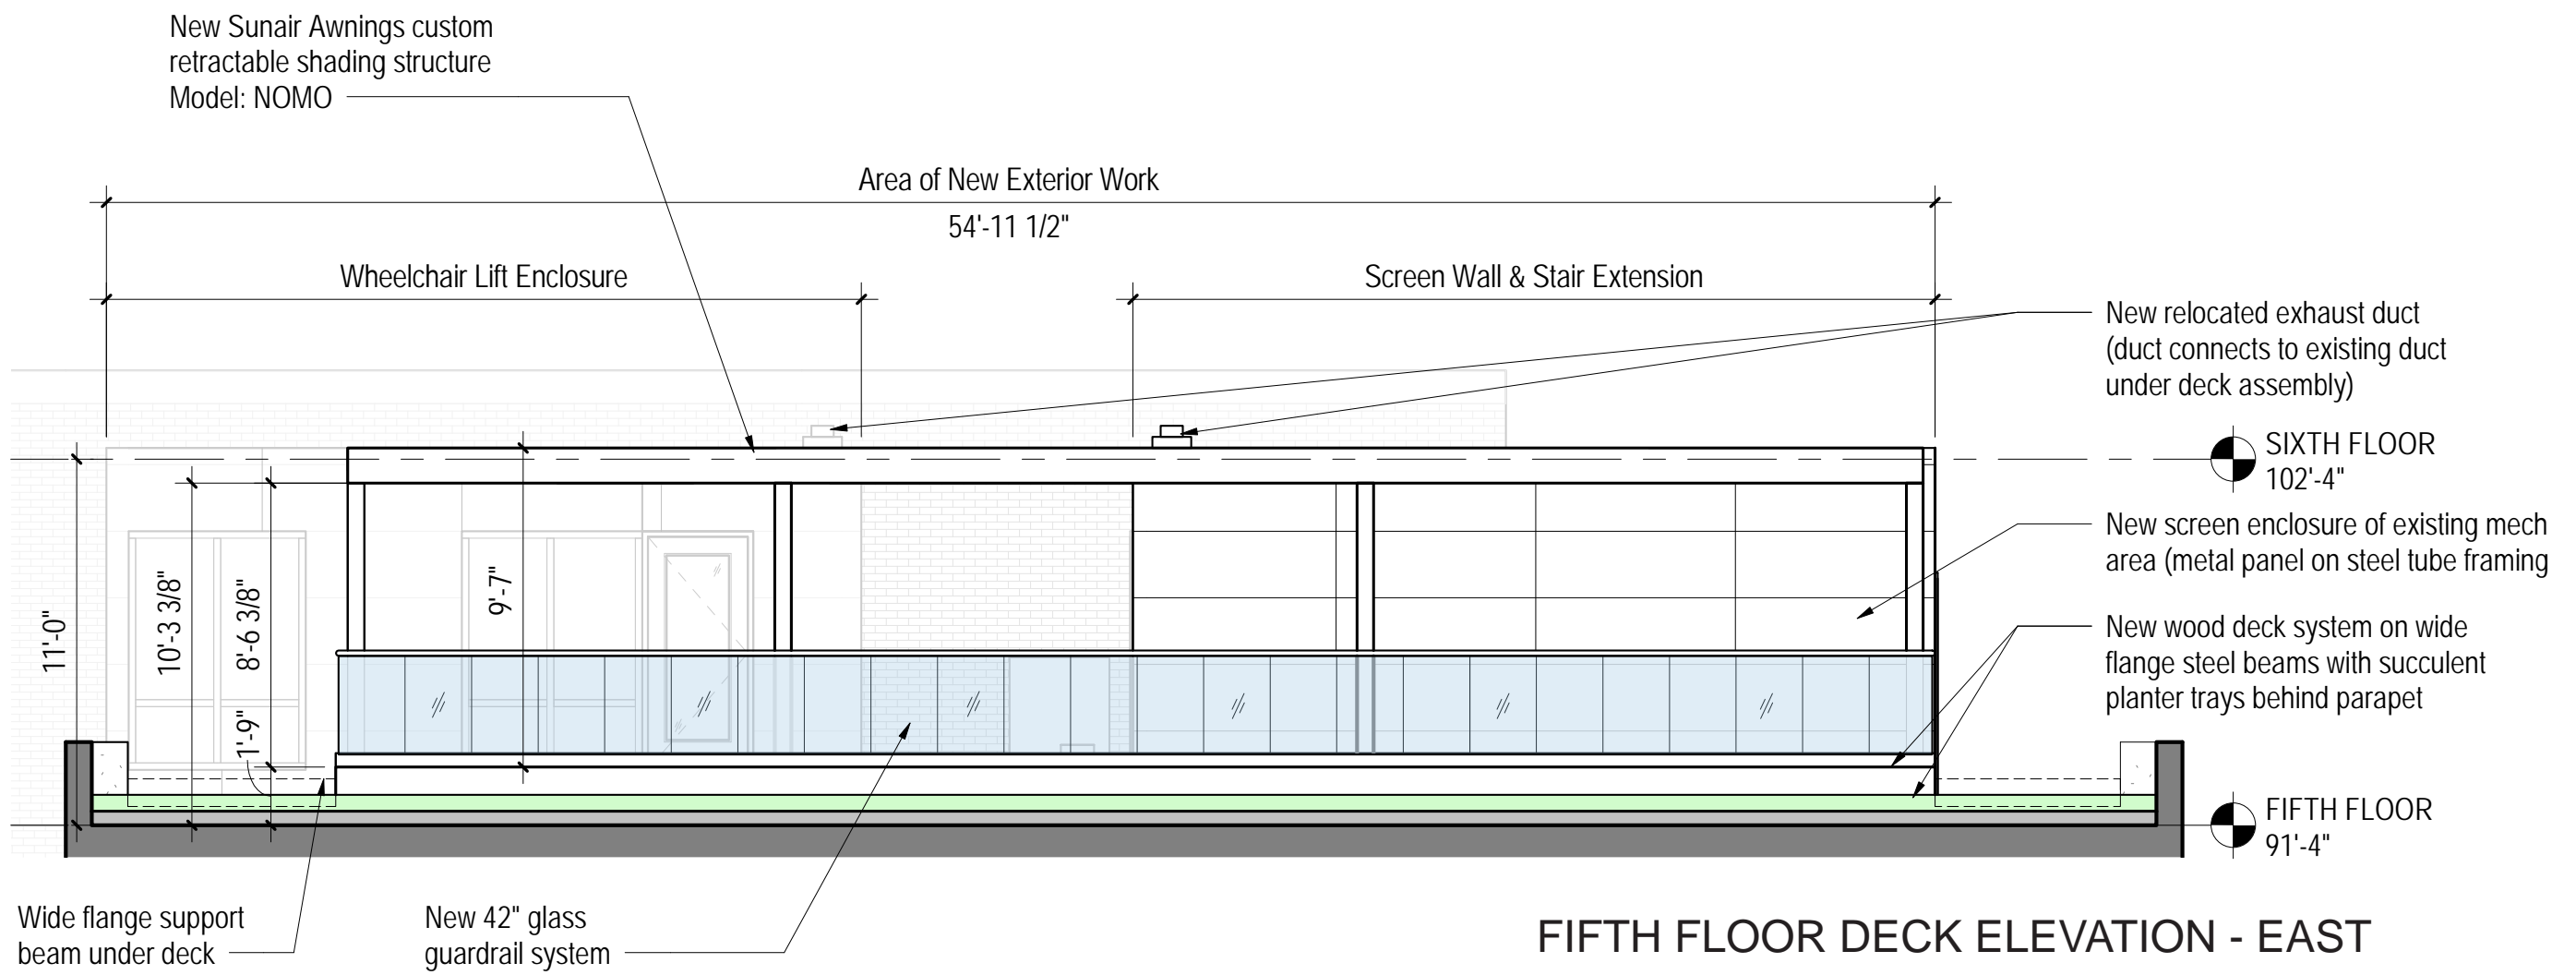 New Sunair Awnings custom
retractable shading structure
Model: NOMO
Area of New Exterior Work
54'-11 1/2"
Wheelchair Lift Enclosure
Screen Wall & Stair Extension
New relocated exhaust duct
(duct connects to existing duct
under deck assembly)
SIXTH FLOOR
102'-4"
New screen enclosure of existing mech
area (metal panel on steel tube framing
New wood deck system on wide
flange steel beams with succulent
planter trays behind parapet
11'-0"
10'-3 3/8"
8'-6 3/8"
1'-9"
9'-7"
FIFTH FLOOR
91'-4"
Wide flange support
beam under deck
New 42" glass
guardrail system
FIFTH FLOOR DECK ELEVATION - EAST